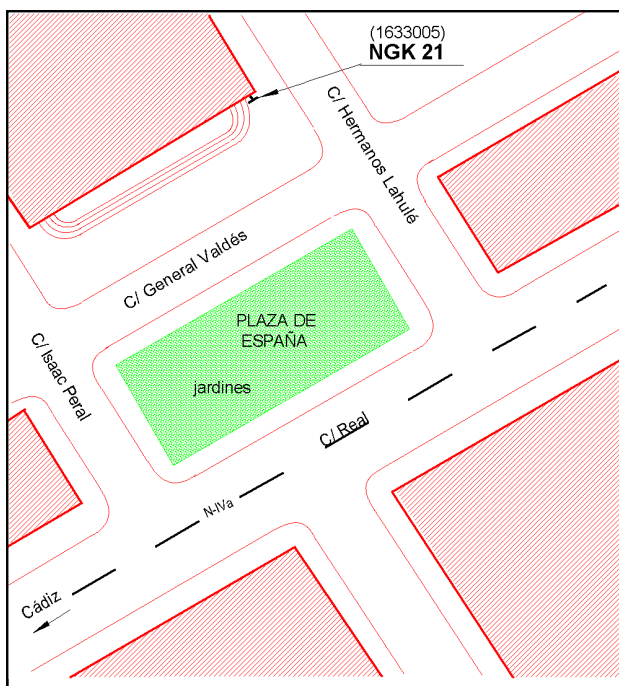 (1633005)
NGK 21
C/ Hermanos Lahulé
C/ General Valdés
PLAZA DE
ESPAÑA
jardines
C/ Isaac Peral
C/ Real
N-IVa
Cádiz